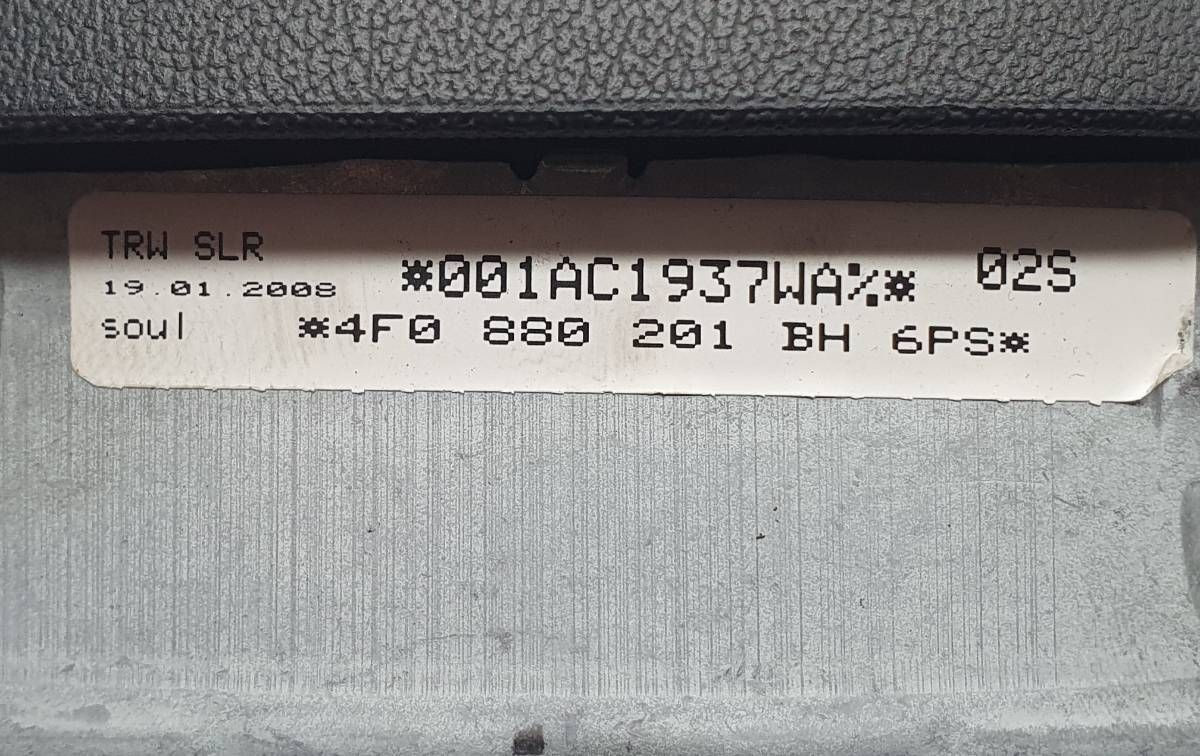 TRW SLR
*001AC1937WA%* 02S
19.01.2008
soul *4F0 880 201 BH 6PS*